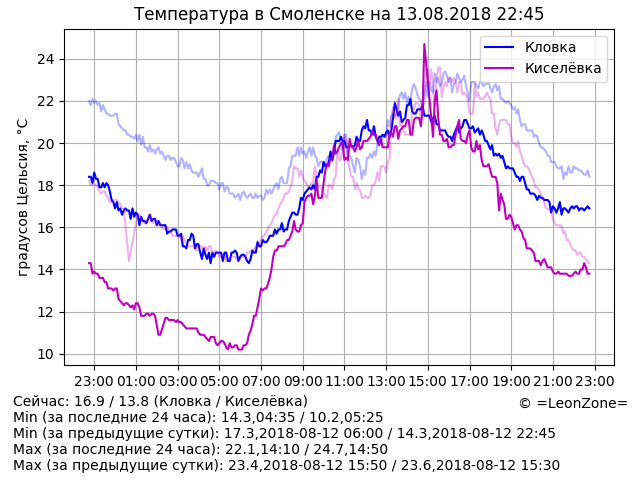 Температура в Смоленске на 13.08.2018 22:45
Кловка
Киселёвка
градусов Цельсия, °C
24
22
20
18
16
14
12
10
23:00 01:00 03:00 05:00 07:00 09:00 11:00 13:00 15:00 17:00 19:00 21:00 23:00
Сейчас: 16.9 / 13.8 (Кловка / Киселёвка)
© =LeonZone=
Min (за последние 24 часа): 14.3,04:35 / 10.2,05:25
Min (за предыдущие сутки): 17.3,2018-08-12 06:00 / 14.3,2018-08-12 22:45
Max (за последние 24 часа): 22.1,14:10 / 24.7,14:50
Max (за предыдущие сутки): 23.4,2018-08-12 15:50 / 23.6,2018-08-12 15:30